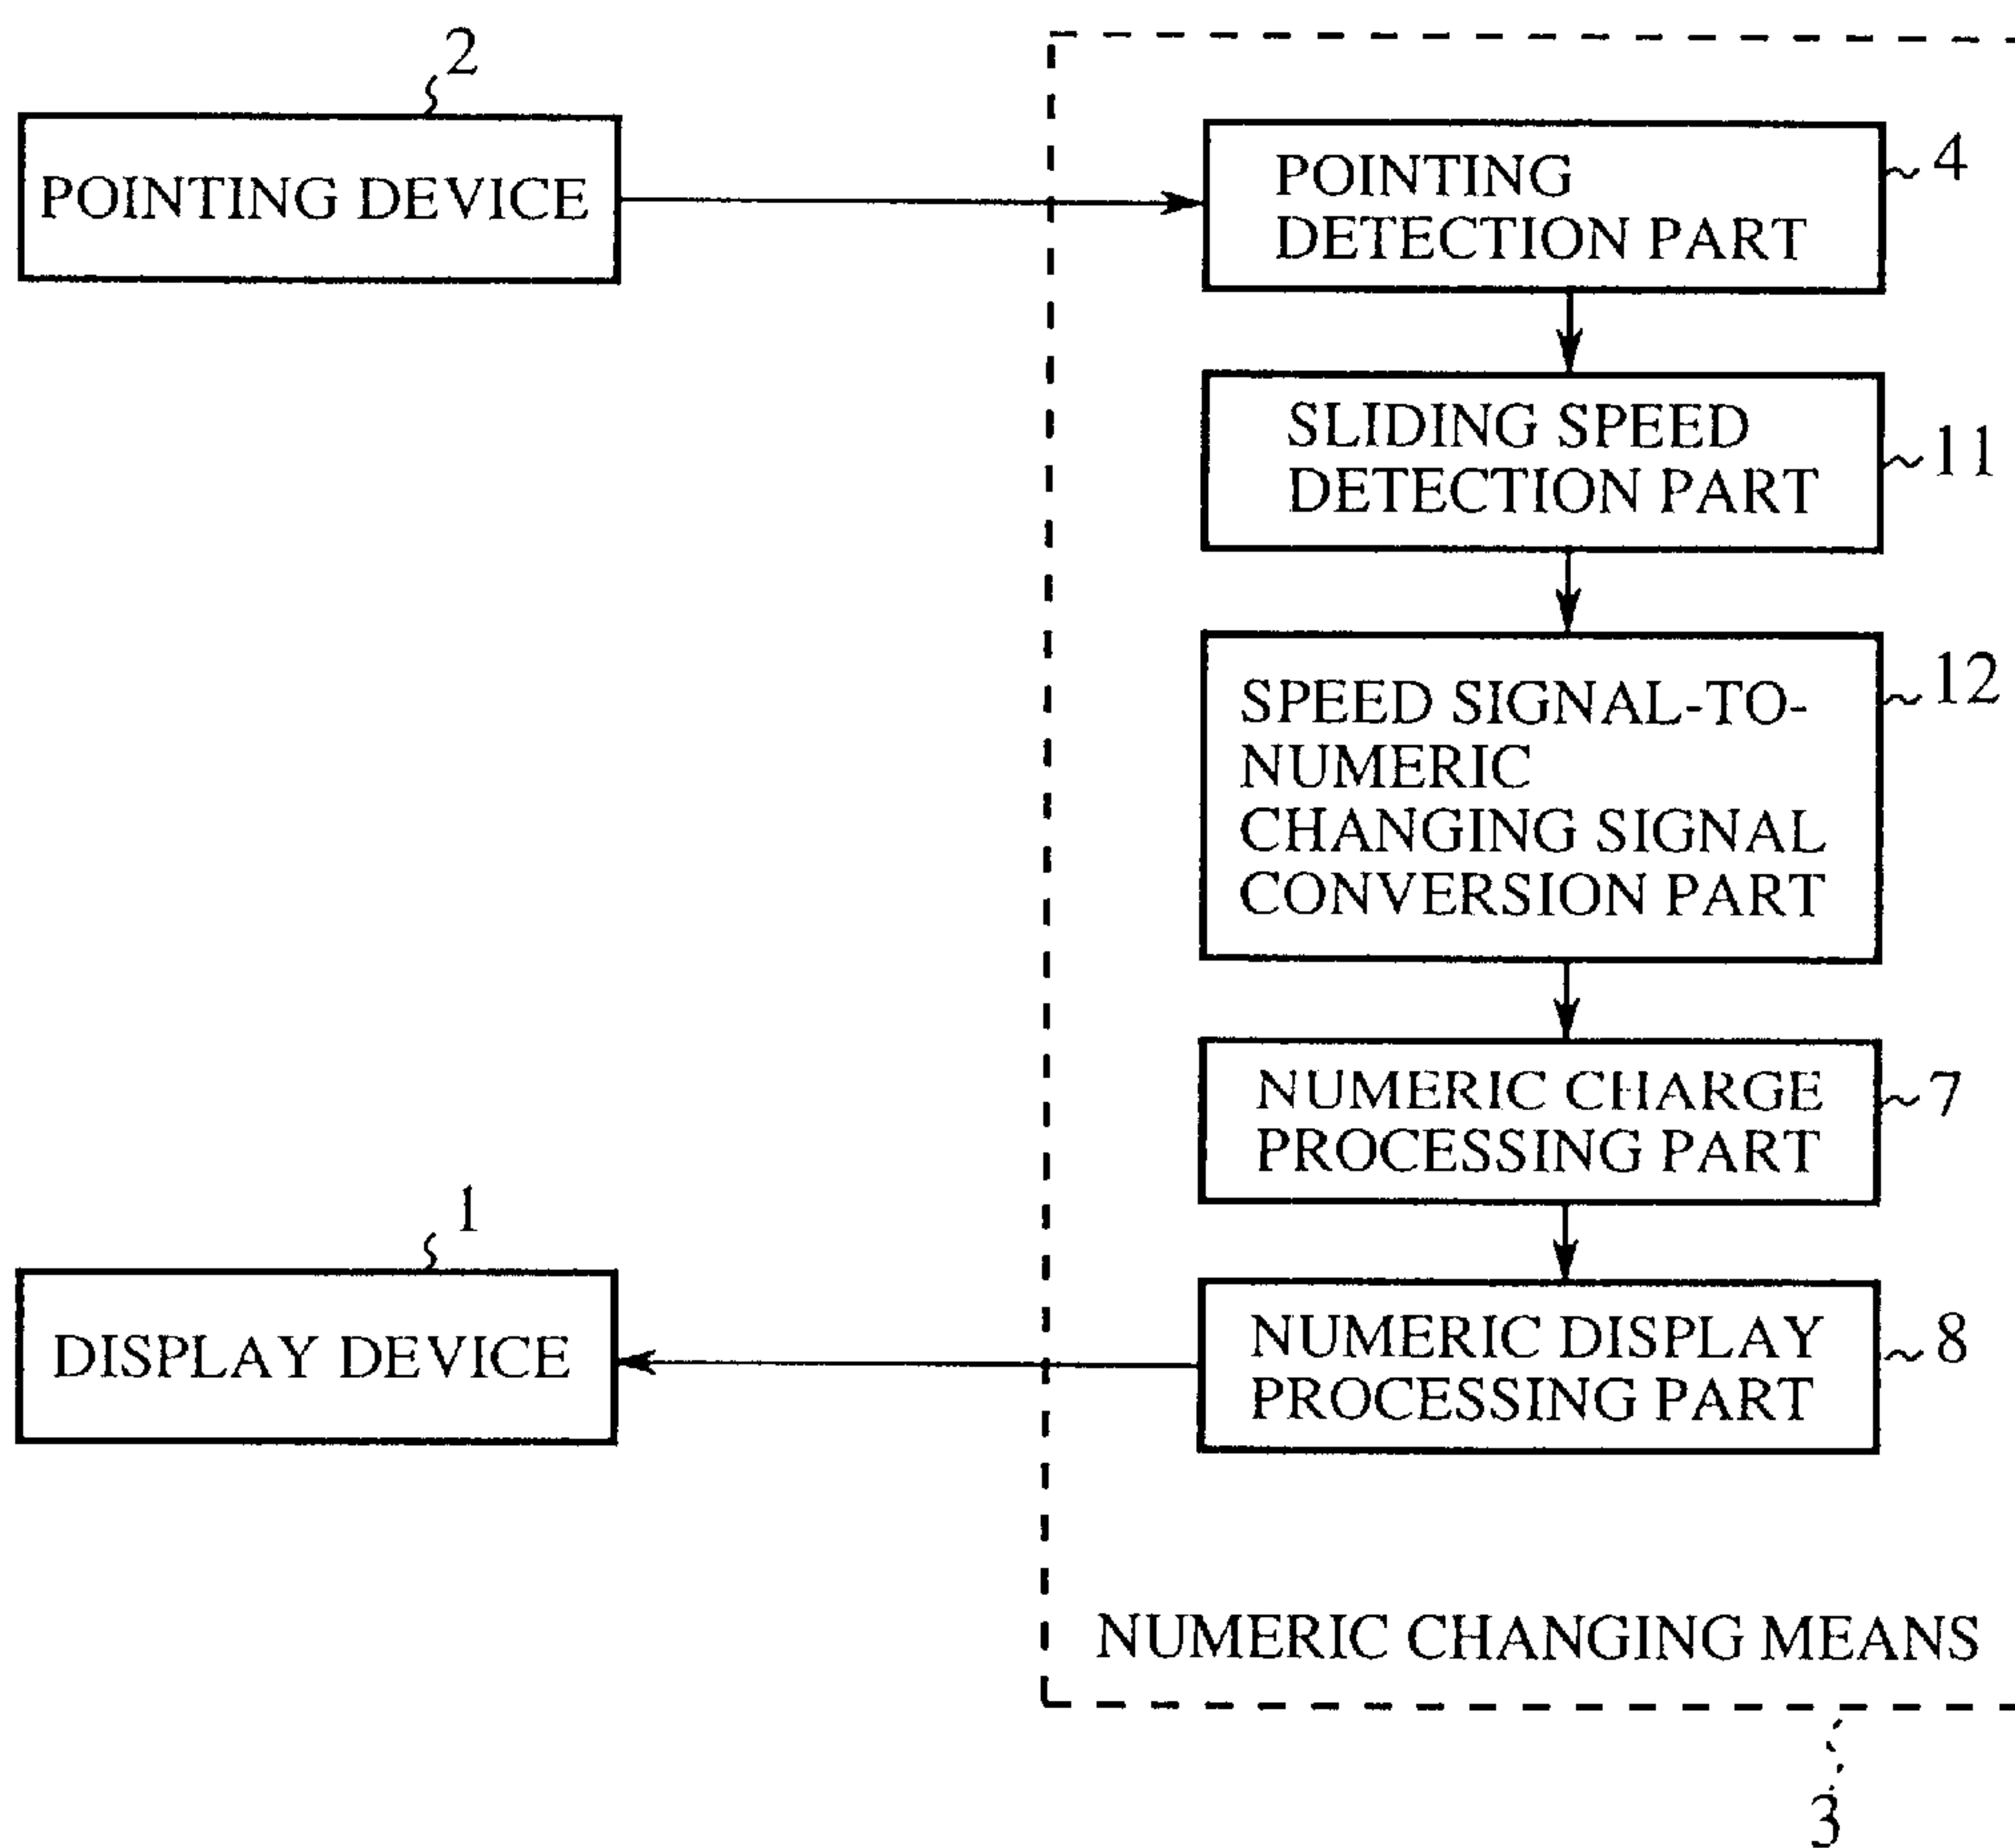 2
POINTING DEVICE
POINTING
DETECTION PART
4
SLIDING SPEED
DETECTION PART
11
SPEED SIGNAL-TO-
NUMERIC
CHANGING SIGNAL
CONVERSION PART
12
NUMERIC CHARGE
PROCESSING PART
7
1
DISPLAY DEVICE
NUMERIC DISPLAY
PROCESSING PART
8
NUMERIC CHANGING MEANS
3